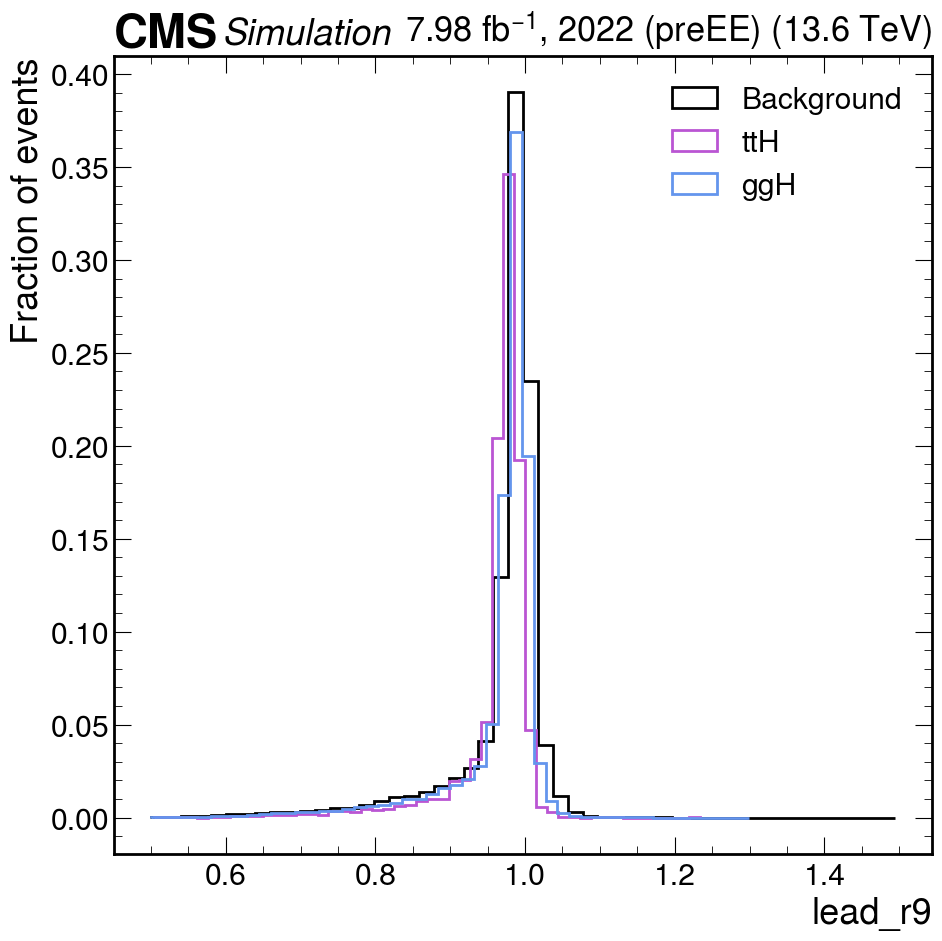 CMS Simulation 7.98 fb⁻¹, 2022 (preEE) (13.6 TeV)
Fraction of events
0.40
0.35
0.30
0.25
0.20
0.15
0.10
0.05
0.00
Background
ttH
ggH
0.6 0.8 1.0 1.2 1.4
lead_r9